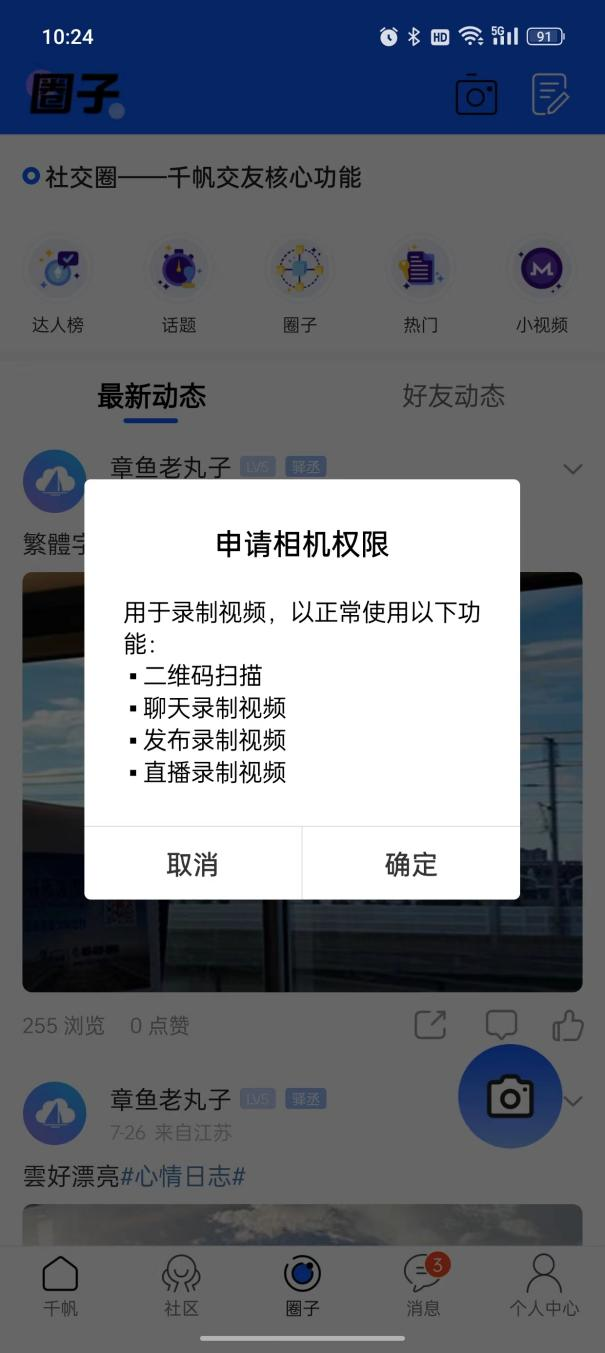 10:24
HD
5G
91
圈子
社交圈——千帆交友核心功能
达人榜
话题
圈子
热门
小视频
最新动态
好友动态
章鱼老丸子 LV5 驿丞
繁體字
申请相机权限
用于录制视频，以正常使用以下功
能：
▪ 二维码扫描
▪ 聊天录制视频
▪ 发布录制视频
▪ 直播录制视频
取消
确定
255 浏览 0 点赞
章鱼老丸子 LV5 驿丞
7-26 来自江苏
雲好漂亮#心情日志#
千帆
社区
圈子
3
消息
个人中心